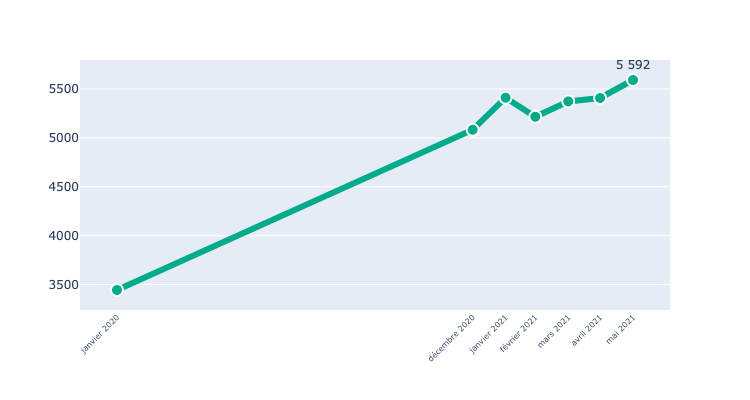 5 592
5500
5000
4500
4000
3500
janvier 2020
décembre 2020
janvier 2021
février 2021
mars 2021
avril 2021
mai 2021